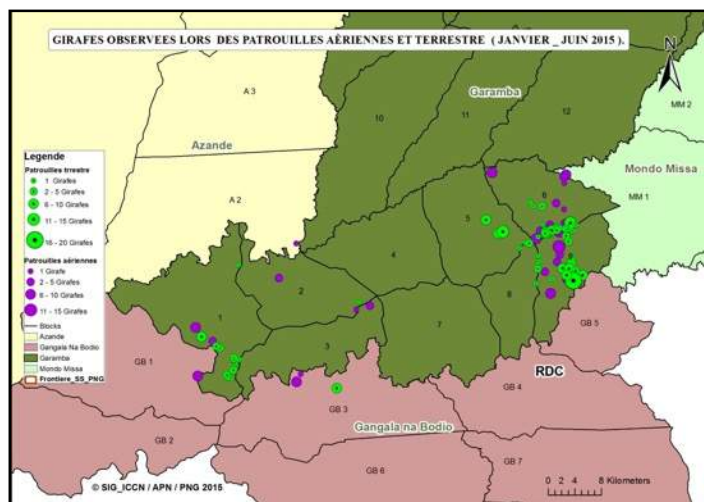 GIRAFES OBSERVEES LORS DES PATROUILLES AÉRIENNES ET TERRESTRE ( JANVIER _ JUIN 2015 ).
N
A 3
Azande
A 2
Garamba
10
11
12
MM 2
Mondo Missa
MM 1
Legende
Patrouilles trrestre
1 Girafes
2 - 5 Girafes
6 - 10 Girafes
11 - 15 Girafes
16 - 20 Girafes
Patrouilles aériennes
1 Girafe
2 - 5 Girafes
6 - 10 Girafes
11 - 15 Girafes
Blocks
Azande
Gangala Na Bodio
Garamba
Mondo Missa
Frontiere_SS_PNG
1
2
3
4
5
6
7
8
9
GB 1
GB 2
GB 3
GB 4
GB 5
GB 6
GB 7
RDC
Gangala na Bodio
© SIG_ICCN / APN / PNG 2015
0 2 4 8 Kilometers